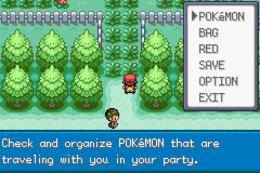 POKéMON
BAG
RED
SAVE
OPTION
EXIT
Check and organize POKéMON that are
traveling with you in your party.